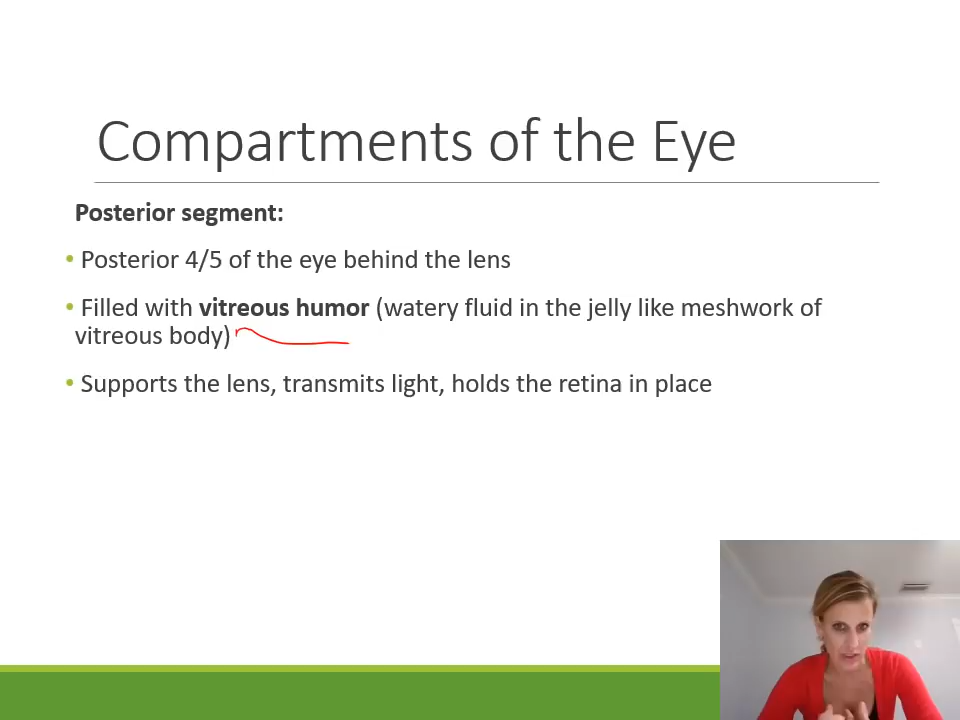 Compartments of the Eye
Posterior segment:
• Posterior 4/5 of the eye behind the lens
• Filled with vitreous humor (watery fluid in the jelly like meshwork of
vitreous body)
• Supports the lens, transmits light, holds the retina in place